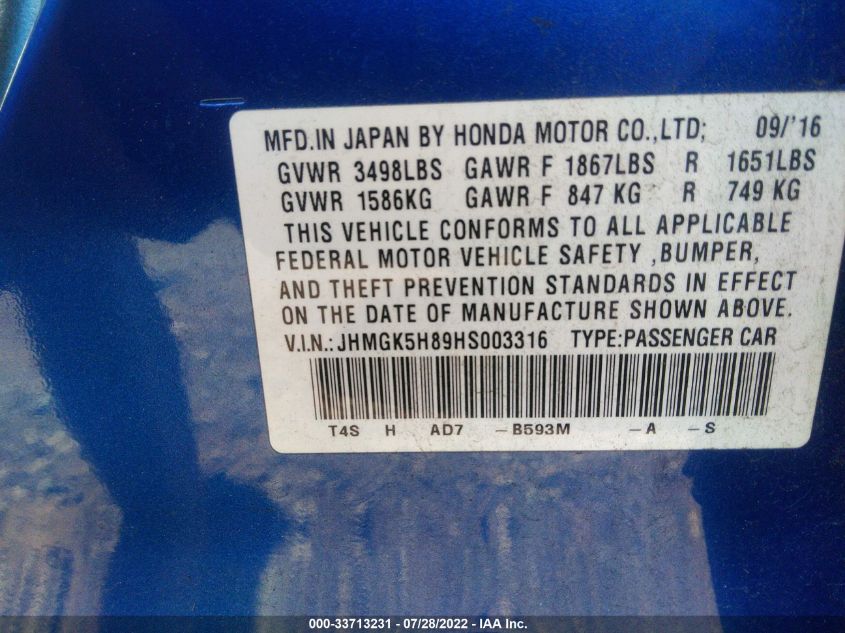 MFD.IN JAPAN BY HONDA MOTOR CO.,LTD; 09/'16
GVWR 3498LBS GAWR F 1867LBS R 1651LBS
GVWR 1586KG GAWR F 847 KG R 749 KG
THIS VEHICLE CONFORMS TO ALL APPLICABLE
FEDERAL MOTOR VEHICLE SAFETY ,BUMPER,
AND THEFT PREVENTION STANDARDS IN EFFECT
ON THE DATE OF MANUFACTURE SHOWN ABOVE.
V.I.N.: JHMGK5H89HS003316 TYPE:PASSENGER CAR
T4S H AD7 -B593M -A -S
000-33713231 - 07/28/2022 - IAA Inc.